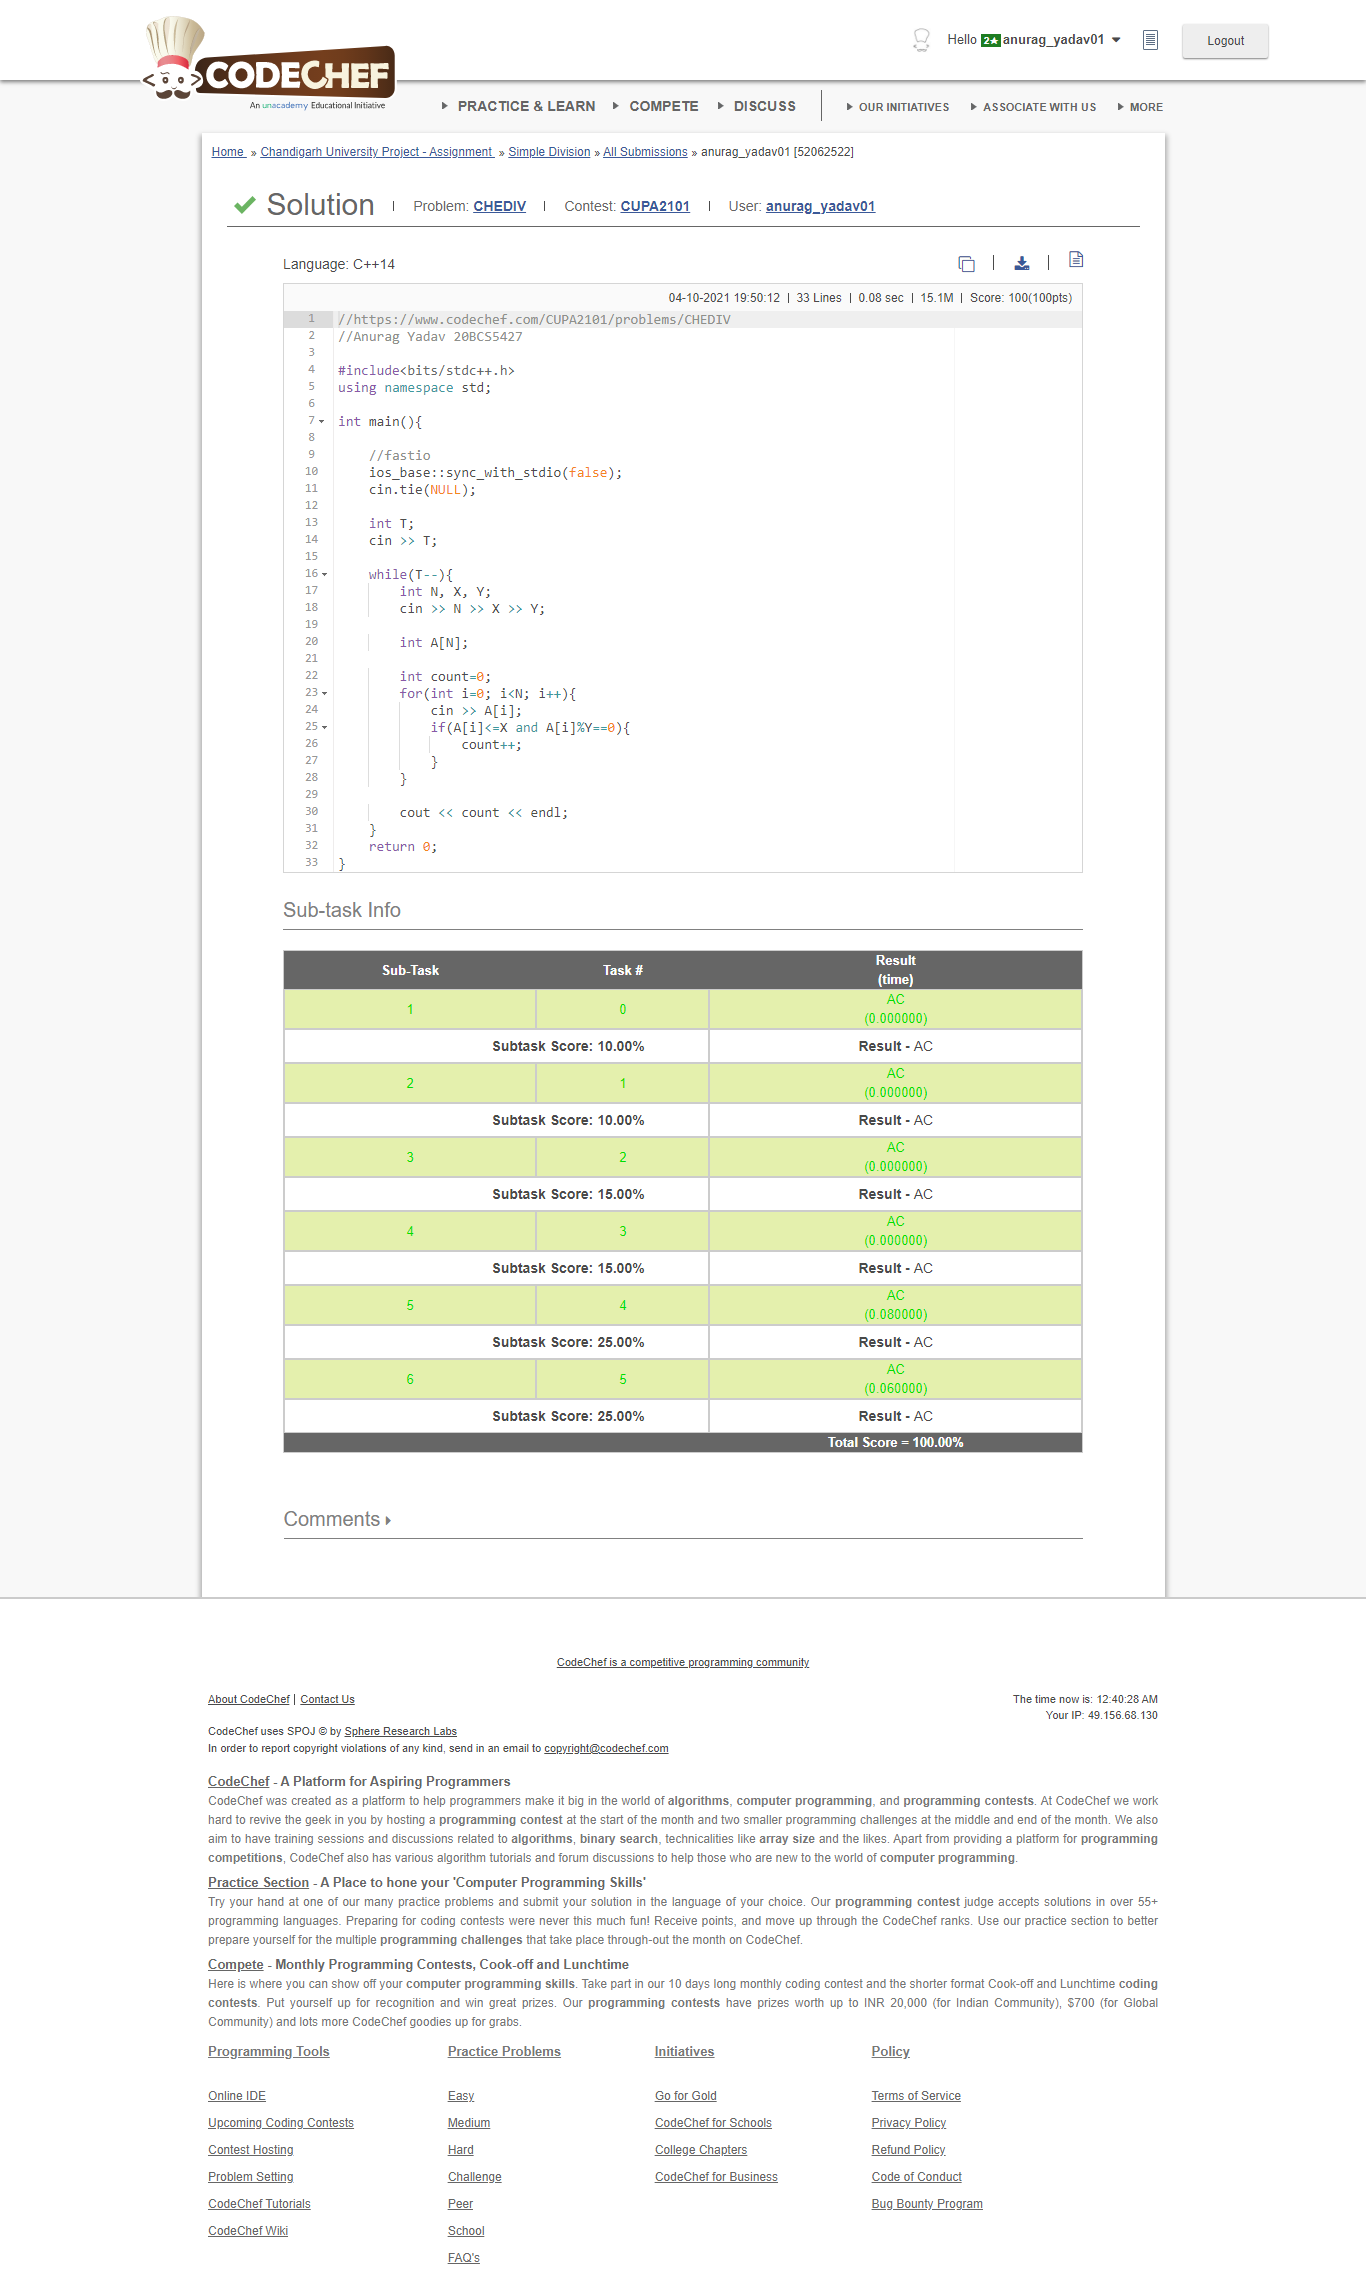 Hello 2★ anurag_yadav01
Logout
CODECHEF
An unacademy Educational Initiative
PRACTICE & LEARN COMPETE DISCUSS OUR INITIATIVES ASSOCIATE WITH US MORE
Home » Chandigarh University Project - Assignment » Simple Division » All Submissions » anurag_yadav01 [52062522]
Solution | Problem: CHEDIV | Contest: CUPA2101 | User: anurag_yadav01
Language: C++14
04-10-2021 19:50:12 | 33 Lines | 0.08 sec | 15.1M | Score: 100(100pts)
1 //https://www.codechef.com/CUPA2101/problems/CHEDIV
2 //Anurag Yadav 20BCS5427
3
4 #include<bits/stdc++.h>
5 using namespace std;
6
7 int main(){
8
9     //fastio
10     ios_base::sync_with_stdio(false);
11     cin.tie(NULL);
12
13     int T;
14     cin >> T;
15
16     while(T--){
17         int N, X, Y;
18         cin >> N >> X >> Y;
19
20         int A[N];
21
22         int count=0;
23         for(int i=0; i<N; i++){
24             cin >> A[i];
25             if(A[i]<=X and A[i]%Y==0){
26                 count++;
27             }
28         }
29
30         cout << count << endl;
31     }
32     return 0;
33 }
Sub-task Info
Sub-Task Task # Result
(time)
1 0 AC
(0.000000)
Subtask Score: 10.00% Result - AC
2 1 AC
(0.000000)
Subtask Score: 10.00% Result - AC
3 2 AC
(0.000000)
Subtask Score: 15.00% Result - AC
4 3 AC
(0.000000)
Subtask Score: 15.00% Result - AC
5 4 AC
(0.080000)
Subtask Score: 25.00% Result - AC
6 5 AC
(0.060000)
Subtask Score: 25.00% Result - AC
Total Score = 100.00%
Comments
CodeChef is a competitive programming community
About CodeChef | Contact Us
The time now is: 12:40:28 AM
Your IP: 49.156.68.130
CodeChef uses SPOJ © by Sphere Research Labs
In order to report copyright violations of any kind, send in an email to copyright@codechef.com
CodeChef - A Platform for Aspiring Programmers
CodeChef was created as a platform to help programmers make it big in the world of algorithms, computer programming, and programming contests. At CodeChef we work
hard to revive the geek in you by hosting a programming contest at the start of the month and two smaller programming challenges at the middle and end of the month. We also
aim to have training sessions and discussions related to algorithms, binary search, technicalities like array size and the likes. Apart from providing a platform for programming
competitions, CodeChef also has various algorithm tutorials and forum discussions to help those who are new to the world of computer programming.
Practice Section - A Place to hone your 'Computer Programming Skills'
Try your hand at one of our many practice problems and submit your solution in the language of your choice. Our programming contest judge accepts solutions in over 55+
programming languages. Preparing for coding contests were never this much fun! Receive points, and move up through the CodeChef ranks. Use our practice section to better
prepare yourself for the multiple programming challenges that take place through-out the month on CodeChef.
Compete - Monthly Programming Contests, Cook-off and Lunchtime
Here is where you can show off your computer programming skills. Take part in our 10 days long monthly coding contest and the shorter format Cook-off and Lunchtime coding
contests. Put yourself up for recognition and win great prizes. Our programming contests have prizes worth up to INR 20,000 (for Indian Community), $700 (for Global
Community) and lots more CodeChef goodies up for grabs.
Programming Tools Practice Problems Initiatives Policy
Online IDE Easy Go for Gold Terms of Service
Upcoming Coding Contests Medium CodeChef for Schools Privacy Policy
Contest Hosting Hard College Chapters Refund Policy
Problem Setting Challenge CodeChef for Business Code of Conduct
CodeChef Tutorials Peer Bug Bounty Program
CodeChef Wiki School
FAQ's